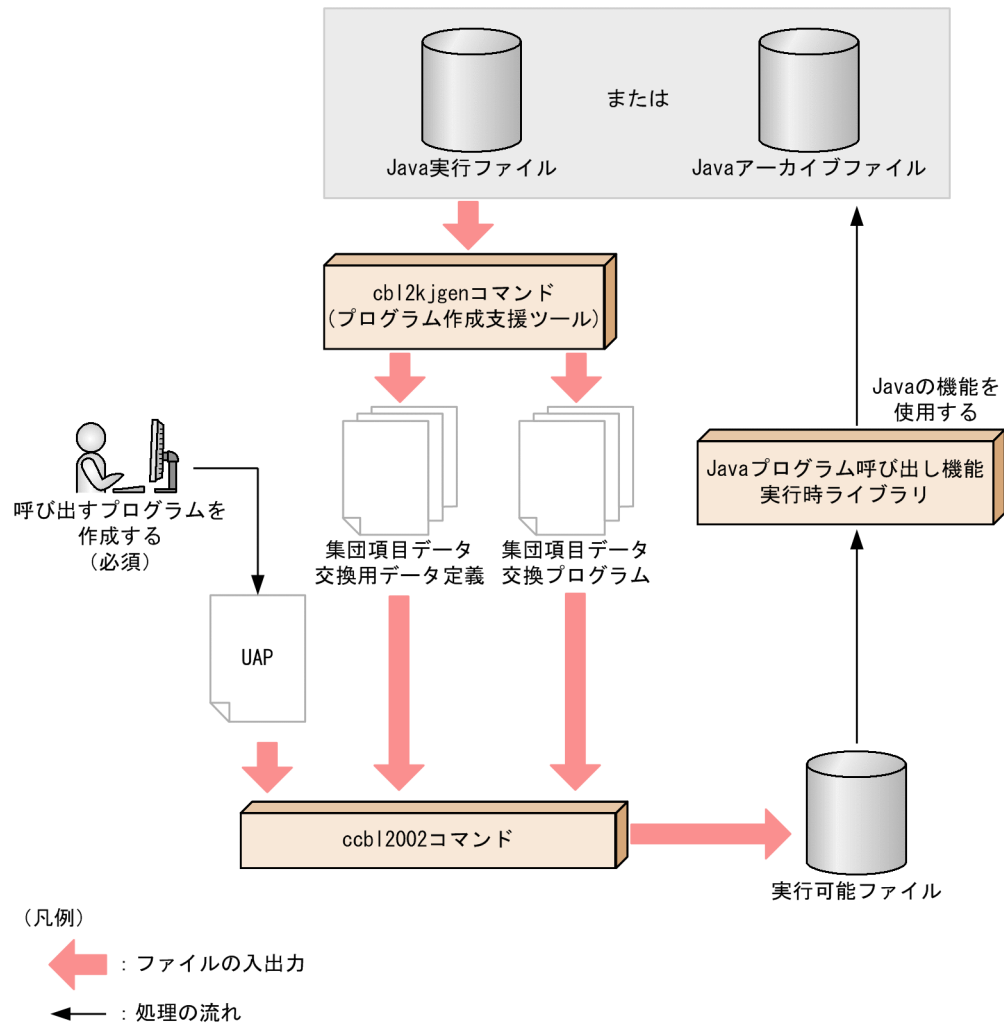 または
Java実行ファイル
Javaアーカイブファイル
cbl2kjgenコマンド
(プログラム作成支援ツール)
Javaの機能を
使用する
Javaプログラム呼び出し機能
実行時ライブラリ
呼び出すプログラムを
作成する
(必須)
集団項目データ
交換用データ定義
集団項目データ
交換プログラム
UAP
ccbl2002コマンド
実行可能ファイル
(凡例)
：ファイルの入出力
：処理の流れ